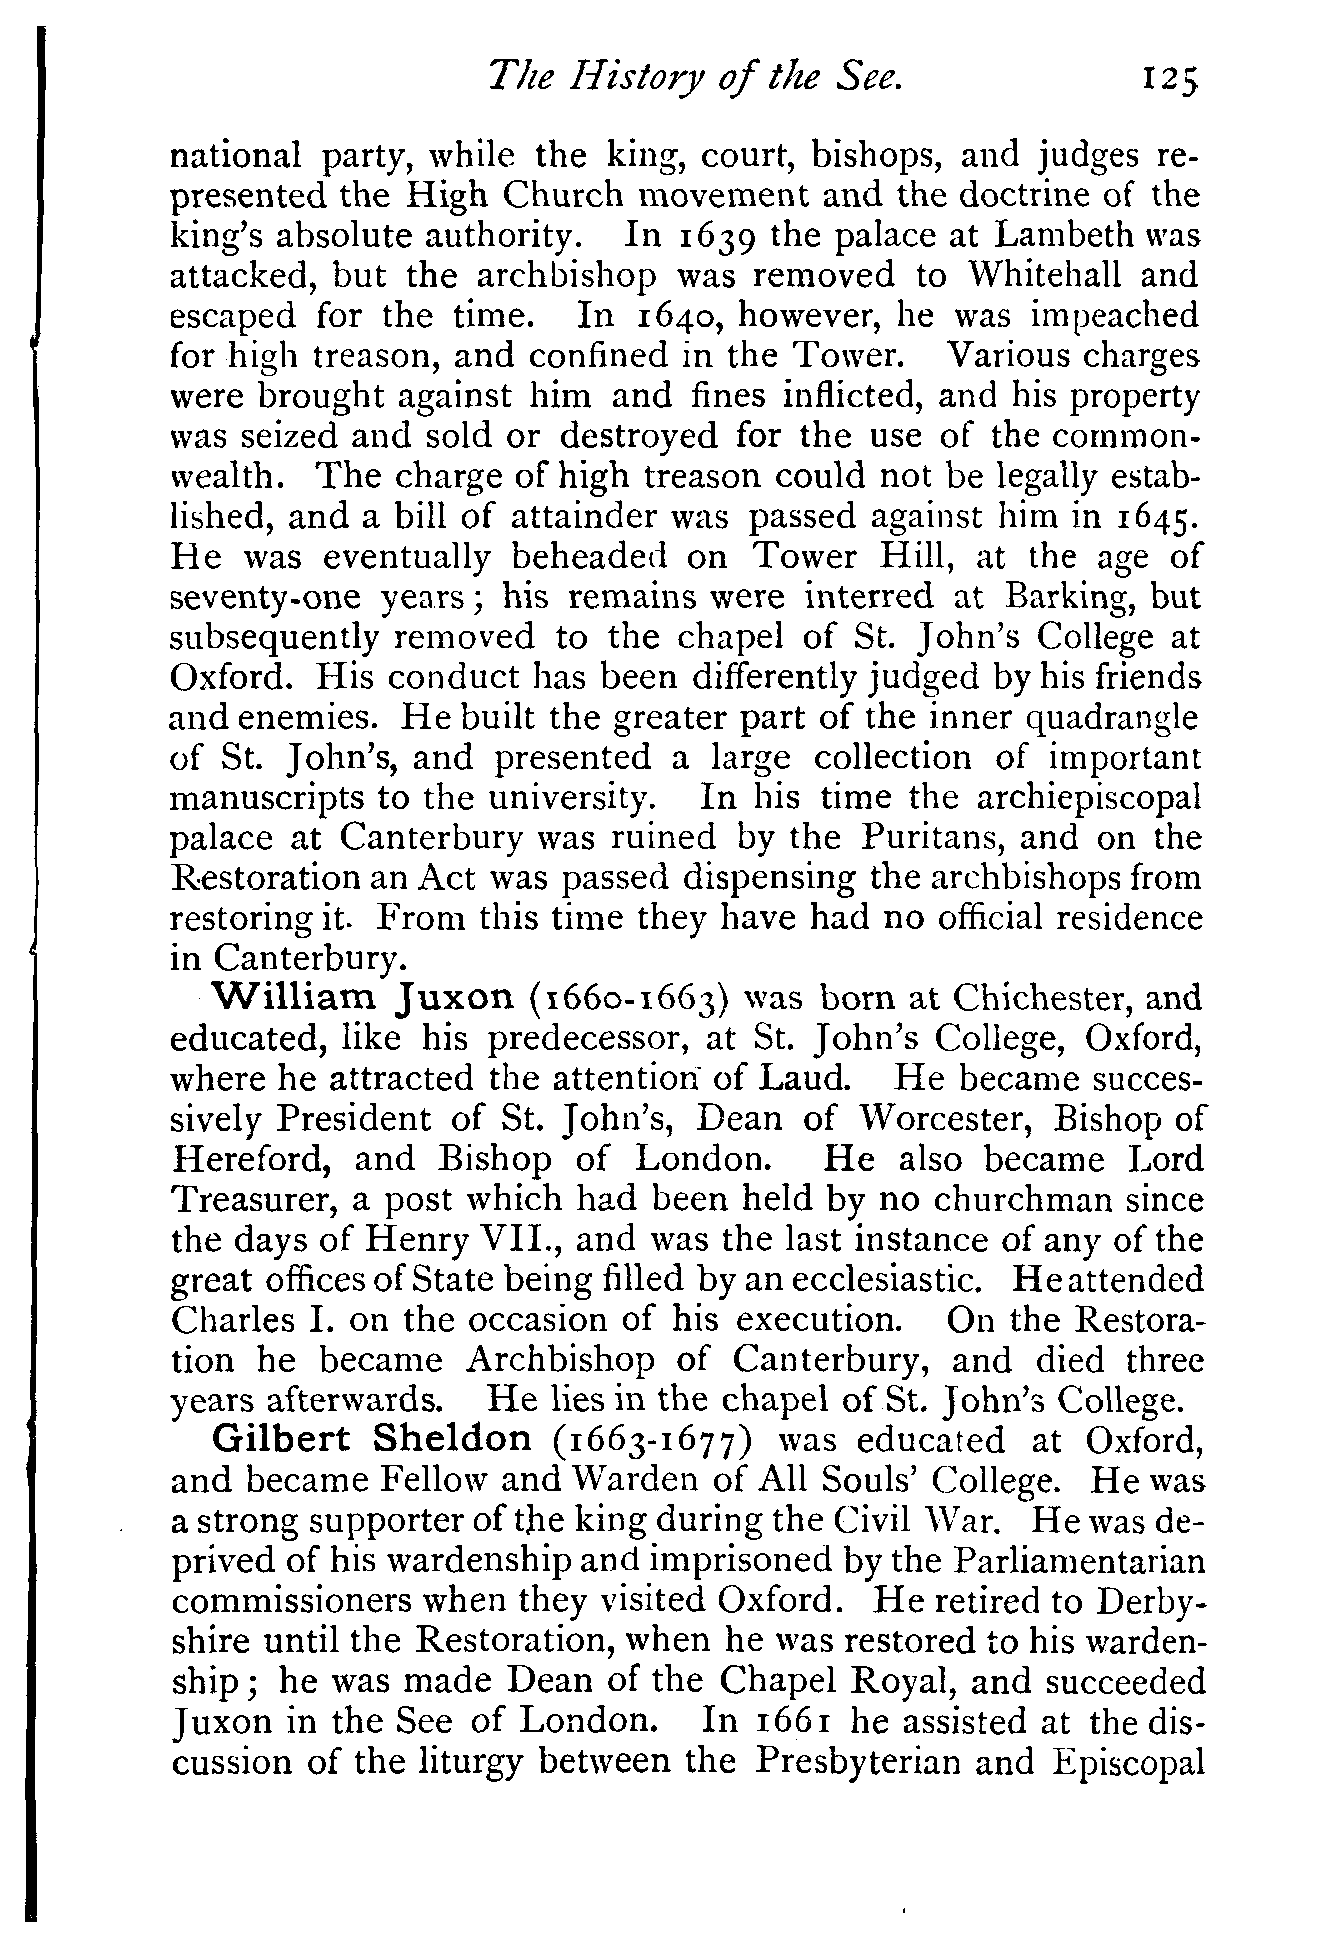 The History of the See. 125
national party, while the king, court, bishops, and judges re-
presented the High Church movement and the doctrine of the
king's absolute authority. In 1639 the palace at Lambeth was
attacked, but the archbishop was removed to Whitehall and
escaped for the time. In 1640, however, he was impeached
for high treason, and confined in the Tower. Various charges
were brought against him and fines inflicted, and his property
was seized and sold or destroyed for the use of the common-
wealth. The charge of high treason could not be legally estab-
lished, and a bill of attainder was passed against him in 1645.
He was eventually beheaded on Tower Hill, at the age of
seventy-one years; his remains were interred at Barking, but
subsequently removed to the chapel of St. John's College at
Oxford. His conduct has been differently judged by his friends
and enemies. He built the greater part of the inner quadrangle
of St. John's, and presented a large collection of important
manuscripts to the university. In his time the archiepiscopal
palace at Canterbury was ruined by the Puritans, and on the
Restoration an Act was passed dispensing the archbishops from
restoring it. From this time they have had no official residence
in Canterbury.
William Juxon (1660-1663) was born at Chichester, and
educated, like his predecessor, at St. John's College, Oxford,
where he attracted the attention of Laud. He became succes-
sively President of St. John's, Dean of Worcester, Bishop of
Hereford, and Bishop of London. He also became Lord
Treasurer, a post which had been held by no churchman since
the days of Henry VII., and was the last instance of any of the
great offices of State being filled by an ecclesiastic. He attended
Charles I. on the occasion of his execution. On the Restora-
tion he became Archbishop of Canterbury, and died three
years afterwards. He lies in the chapel of St. John's College.
Gilbert Sheldon (1663-1677) was educated at Oxford,
and became Fellow and Warden of All Souls' College. He was
a strong supporter of the king during the Civil War. He was de-
prived of his wardenship and imprisoned by the Parliamentarian
commissioners when they visited Oxford. He retired to Derby-
shire until the Restoration, when he was restored to his warden-
ship; he was made Dean of the Chapel Royal, and succeeded
Juxon in the See of London. In 1661 he assisted at the dis-
cussion of the liturgy between the Presbyterian and Episcopal